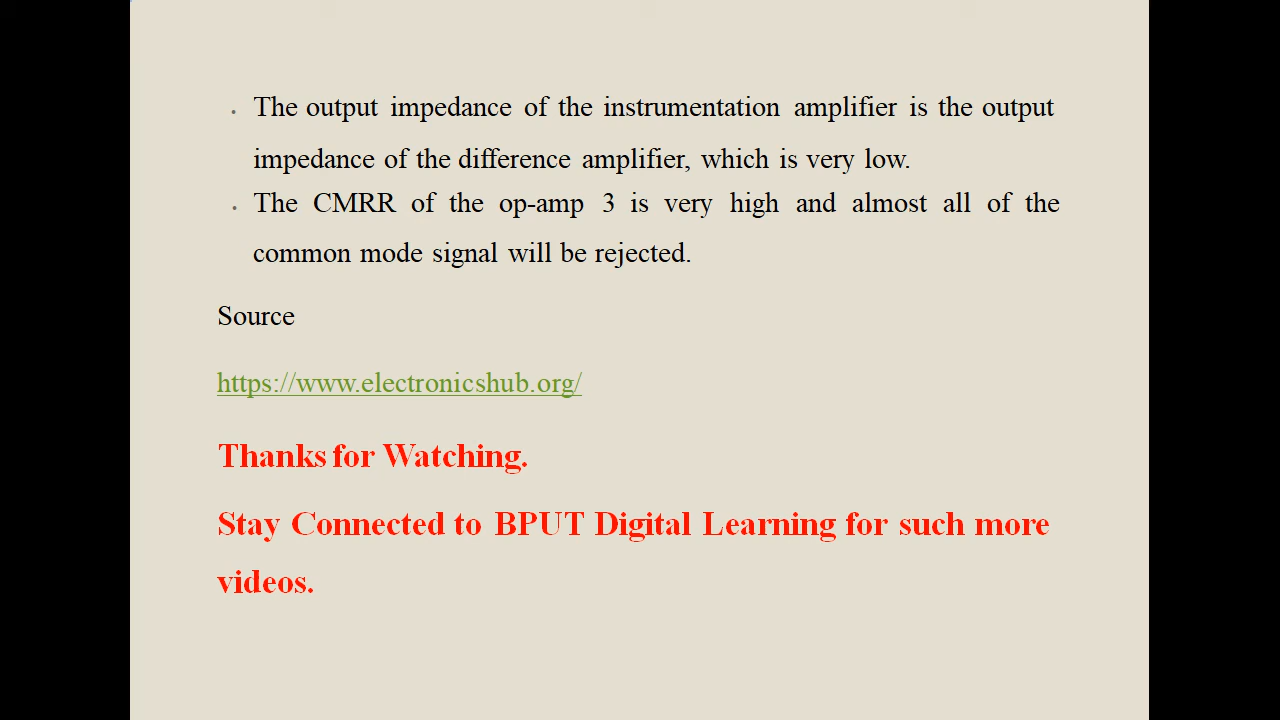 • The output impedance of the instrumentation amplifier is the output
impedance of the difference amplifier, which is very low.
• The CMRR of the op-amp 3 is very high and almost all of the
common mode signal will be rejected.
Source
https://www.electronicshub.org/
Thanks for Watching.
Stay Connected to BPUT Digital Learning for such more
videos.